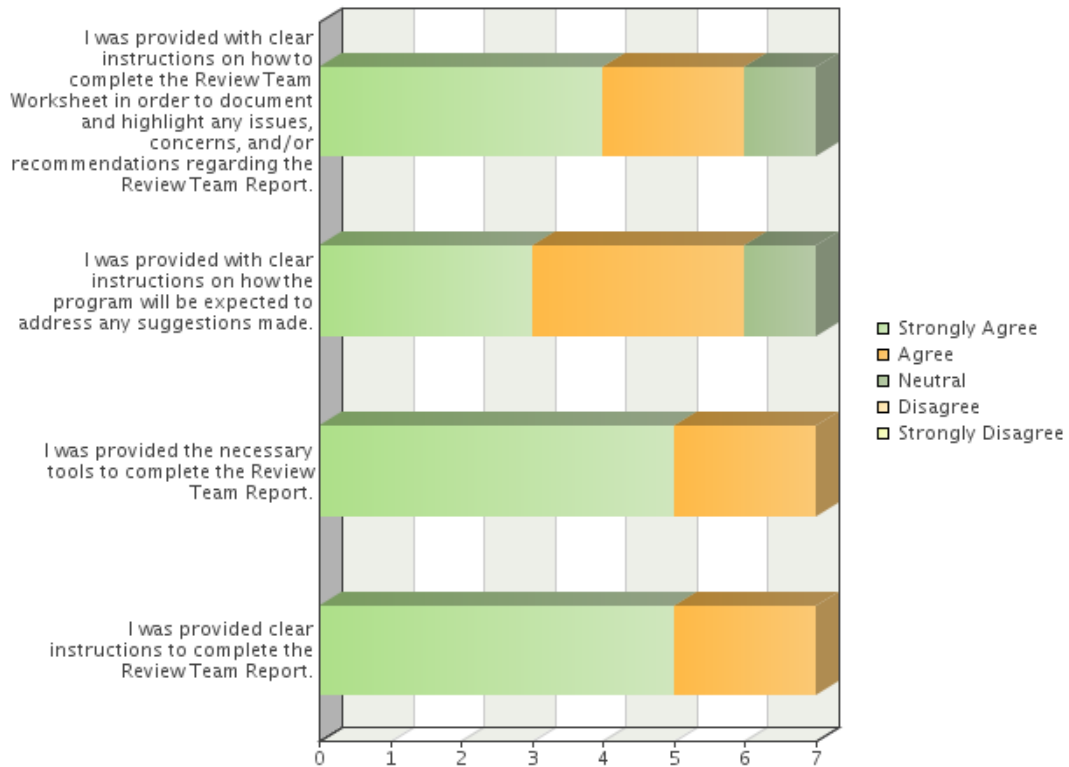 I was provided with clear
instructions on how to
complete the Review Team
Worksheet in order to document
and highlight any issues,
concerns, and/or
recommendations regarding the
Review Team Report.
I was provided with clear
instructions on how the
program will be expected to
address any suggestions made.
I was provided the necessary
tools to complete the Review
Team Report.
I was provided clear
instructions to complete the
Review Team Report.
0 1 2 3 4 5 6 7
Strongly Agree
Agree
Neutral
Disagree
Strongly Disagree